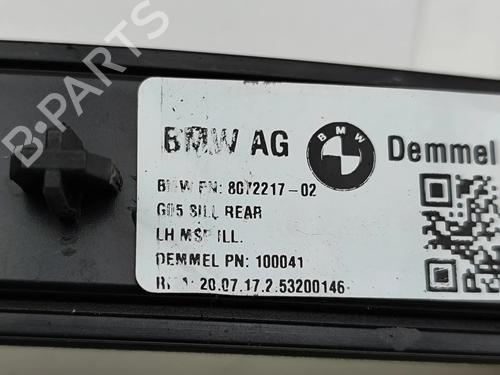 B-PARTS
BMW AG
BMW
Demmel
BMW PN: 8072217-02
G05 SILL REAR
LH MSP ILL.
DEMMEL PN: 100041
20.07.17.2.53200146